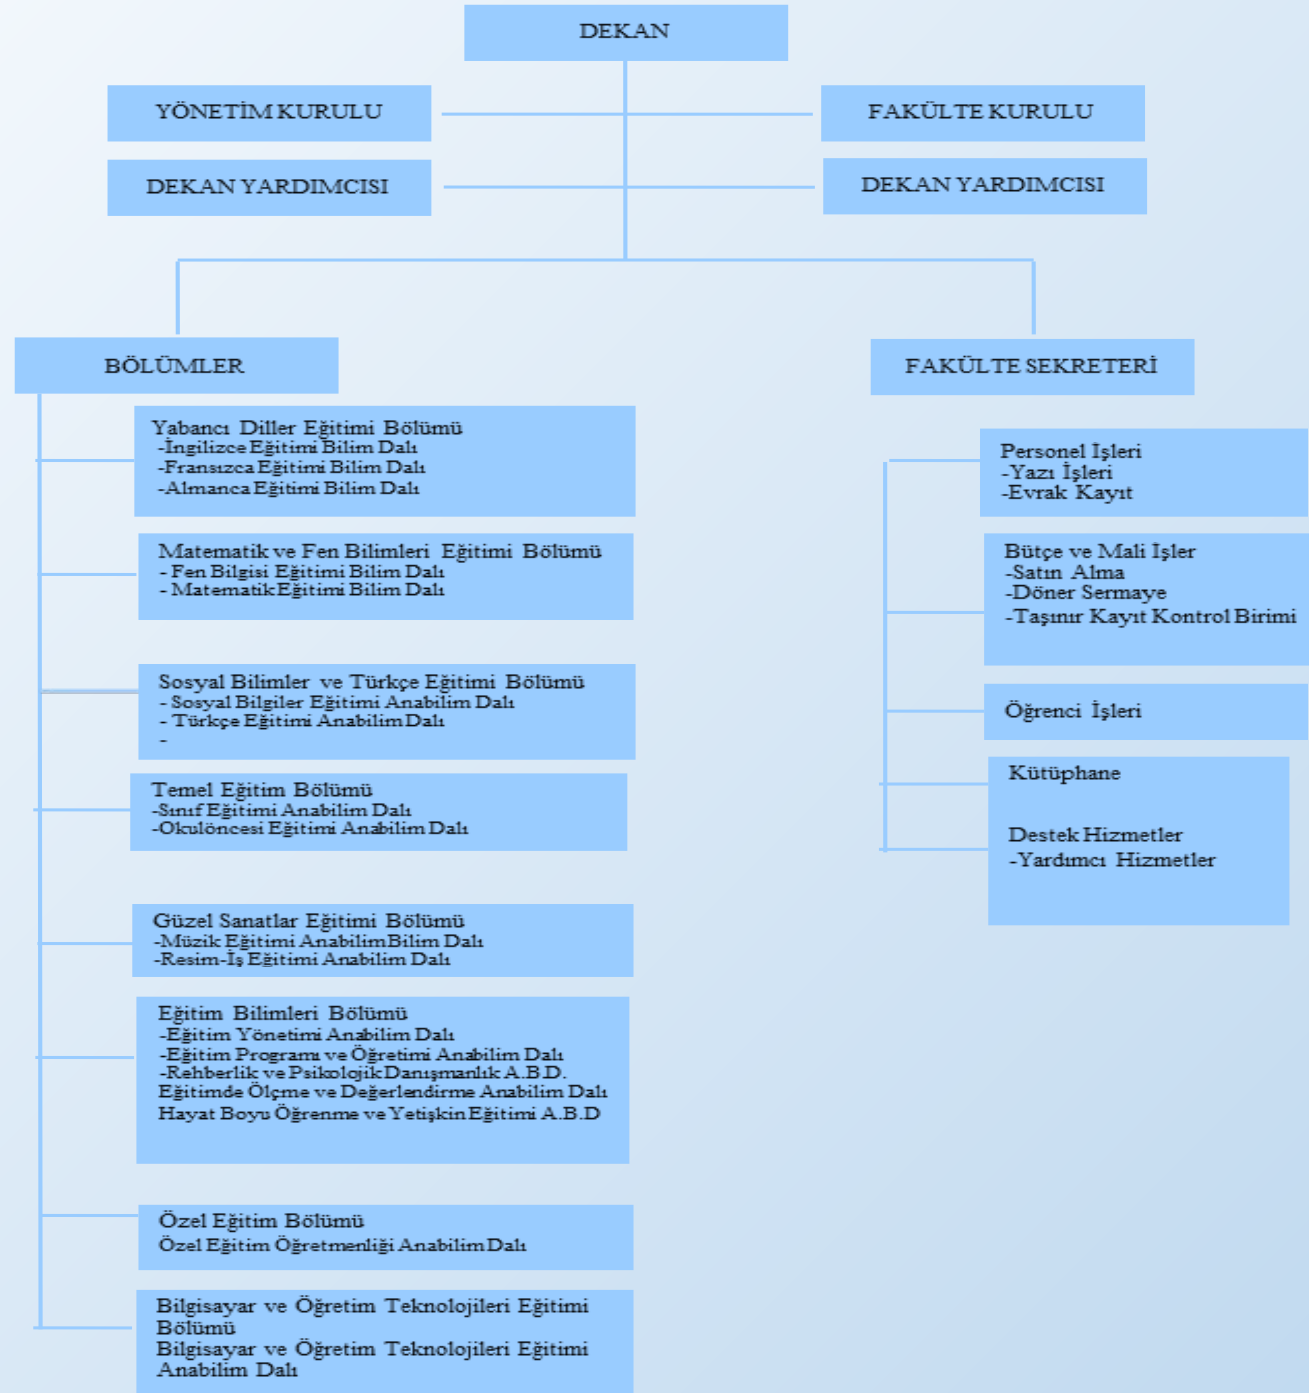 DEKAN
YÖNETİM KURULU
FAKÜLTE KURULU
DEKAN YARDIMCISI
DEKAN YARDIMCISI
BÖLÜMLER
FAKÜLTE SEKRETERİ
Yabancı Diller Eğitimi Bölümü
-İngilizce Eğitimi Bilim Dalı
-Fransızca Eğitimi Bilim Dalı
-Almanca Eğitimi Bilim Dalı
Matematik ve Fen Bilimleri Eğitimi Bölümü
- Fen Bilgisi Eğitimi Bilim Dalı
- Matematik Eğitimi Bilim Dalı
Sosyal Bilimler ve Türkçe Eğitimi Bölümü
- Sosyal Bilgiler Eğitimi Anabilim Dalı
- Türkçe Eğitimi Anabilim Dalı
-
Temel Eğitim Bölümü
-Sınıf Eğitimi Anabilim Dalı
-Okulöncesi Eğitimi Anabilim Dalı
Güzel Sanatlar Eğitimi Bölümü
-Müzik Eğitimi Anabilim Bilim Dalı
-Resim-İş Eğitimi Anabilim Dalı
Eğitim Bilimleri Bölümü
-Eğitim Yönetimi Anabilim Dalı
-Eğitim Programı ve Öğretimi Anabilim Dalı
-Rehberlik ve Psikolojik Danışmanlık A.B.D.
Eğitimde Ölçme ve Değerlendirme Anabilim Dalı
Hayat Boyu Öğrenme ve Yetişkin Eğitimi A.B.D
Özel Eğitim Bölümü
Özel Eğitim Öğretmenliği Anabilim Dalı
Bilgisayar ve Öğretim Teknolojileri Eğitimi
Bölümü
Bilgisayar ve Öğretim Teknolojileri Eğitimi
Anabilim Dalı
Personel İşleri
-Yazı İşleri
-Evrak Kayıt
Bütçe ve Mali İşler
-Satın Alma
-Döner Sermaye
-Taşınır Kayıt Kontrol Birimi
Öğrenci İşleri
Kütüphane
Destek Hizmetler
-Yardımcı Hizmetler